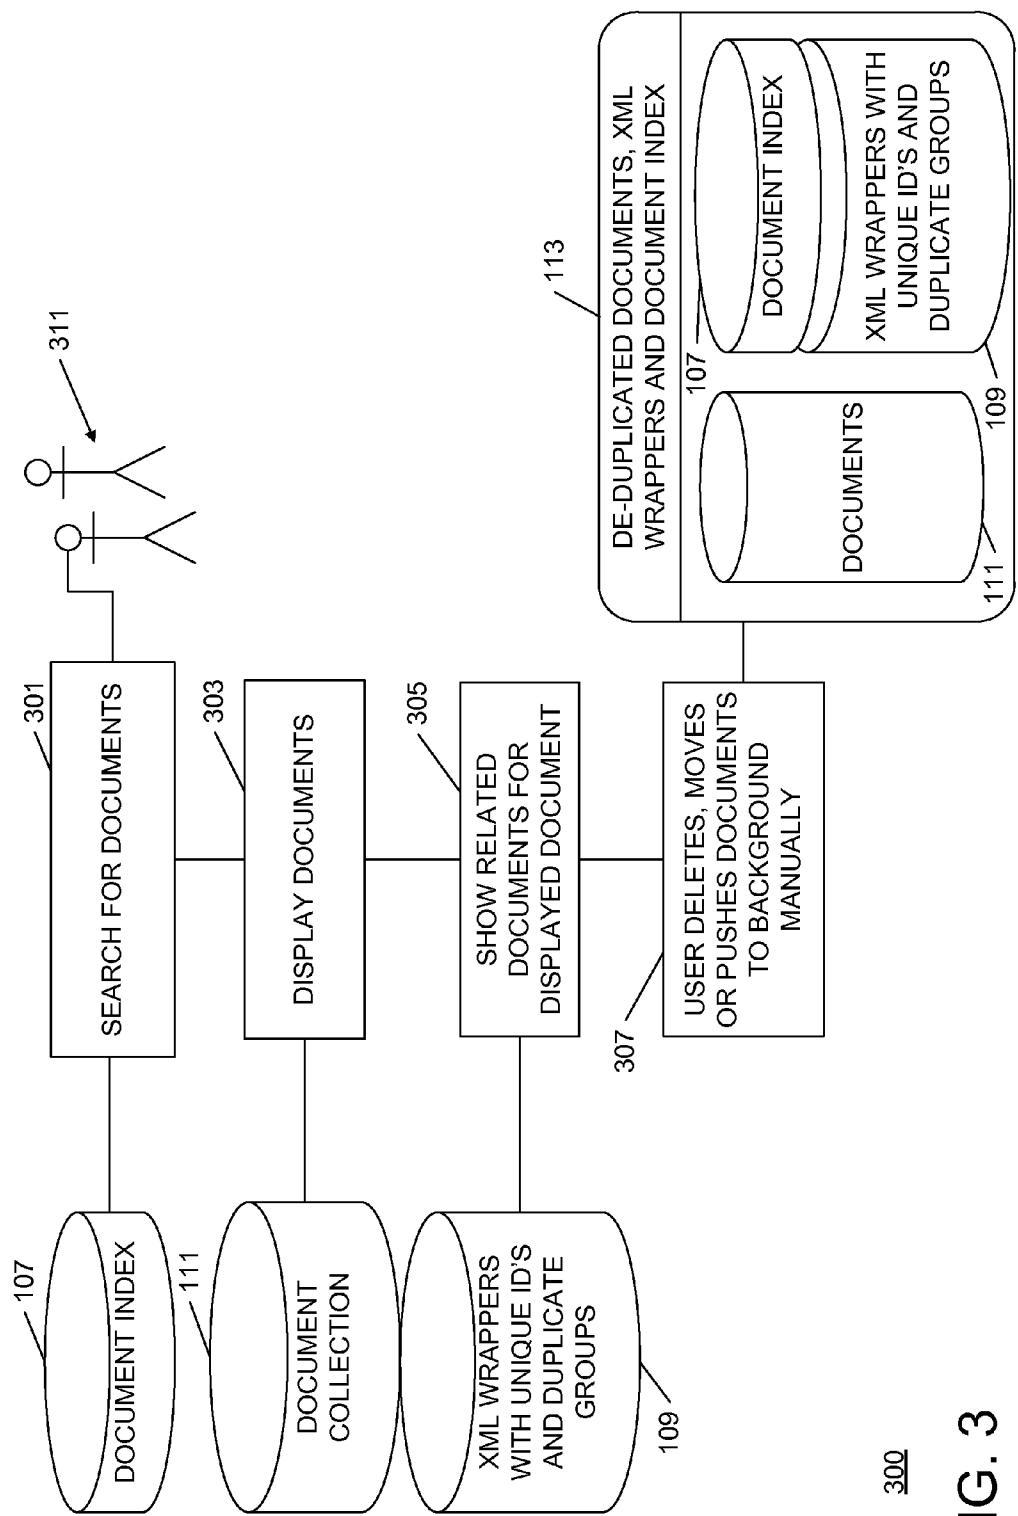 107
DOCUMENT INDEX
111
DOCUMENT
COLLECTION
XML WRAPPERS
WITH UNIQUE ID'S
AND DUPLICATE
GROUPS
109
301
SEARCH FOR DOCUMENTS
303
DISPLAY DOCUMENTS
305
SHOW RELATED
DOCUMENTS FOR
DISPLAYED DOCUMENT
307
USER DELETES, MOVES
OR PUSHES DOCUMENTS
TO BACKGROUND
MANUALLY
311
113
DE-DUPLICATED DOCUMENTS, XML
WRAPPERS AND DOCUMENT INDEX
DOCUMENTS
111
107
DOCUMENT INDEX
XML WRAPPERS WITH
UNIQUE ID'S AND
DUPLICATE GROUPS
109
300
IG. 3